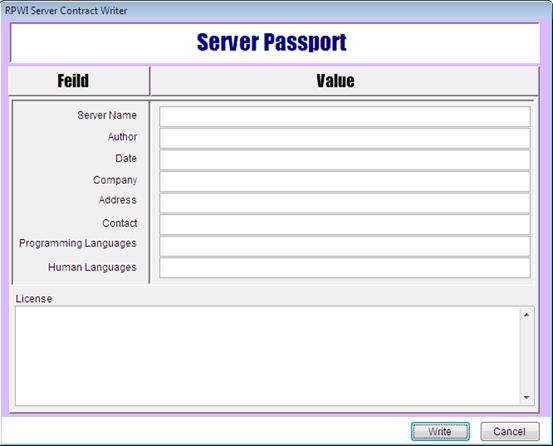 RPWI Server Contract Writer
Server Passport
Feild Value
Server Name
Author
Date
Company
Address
Contact
Programming Languages
Human Languages
License
Write Cancel